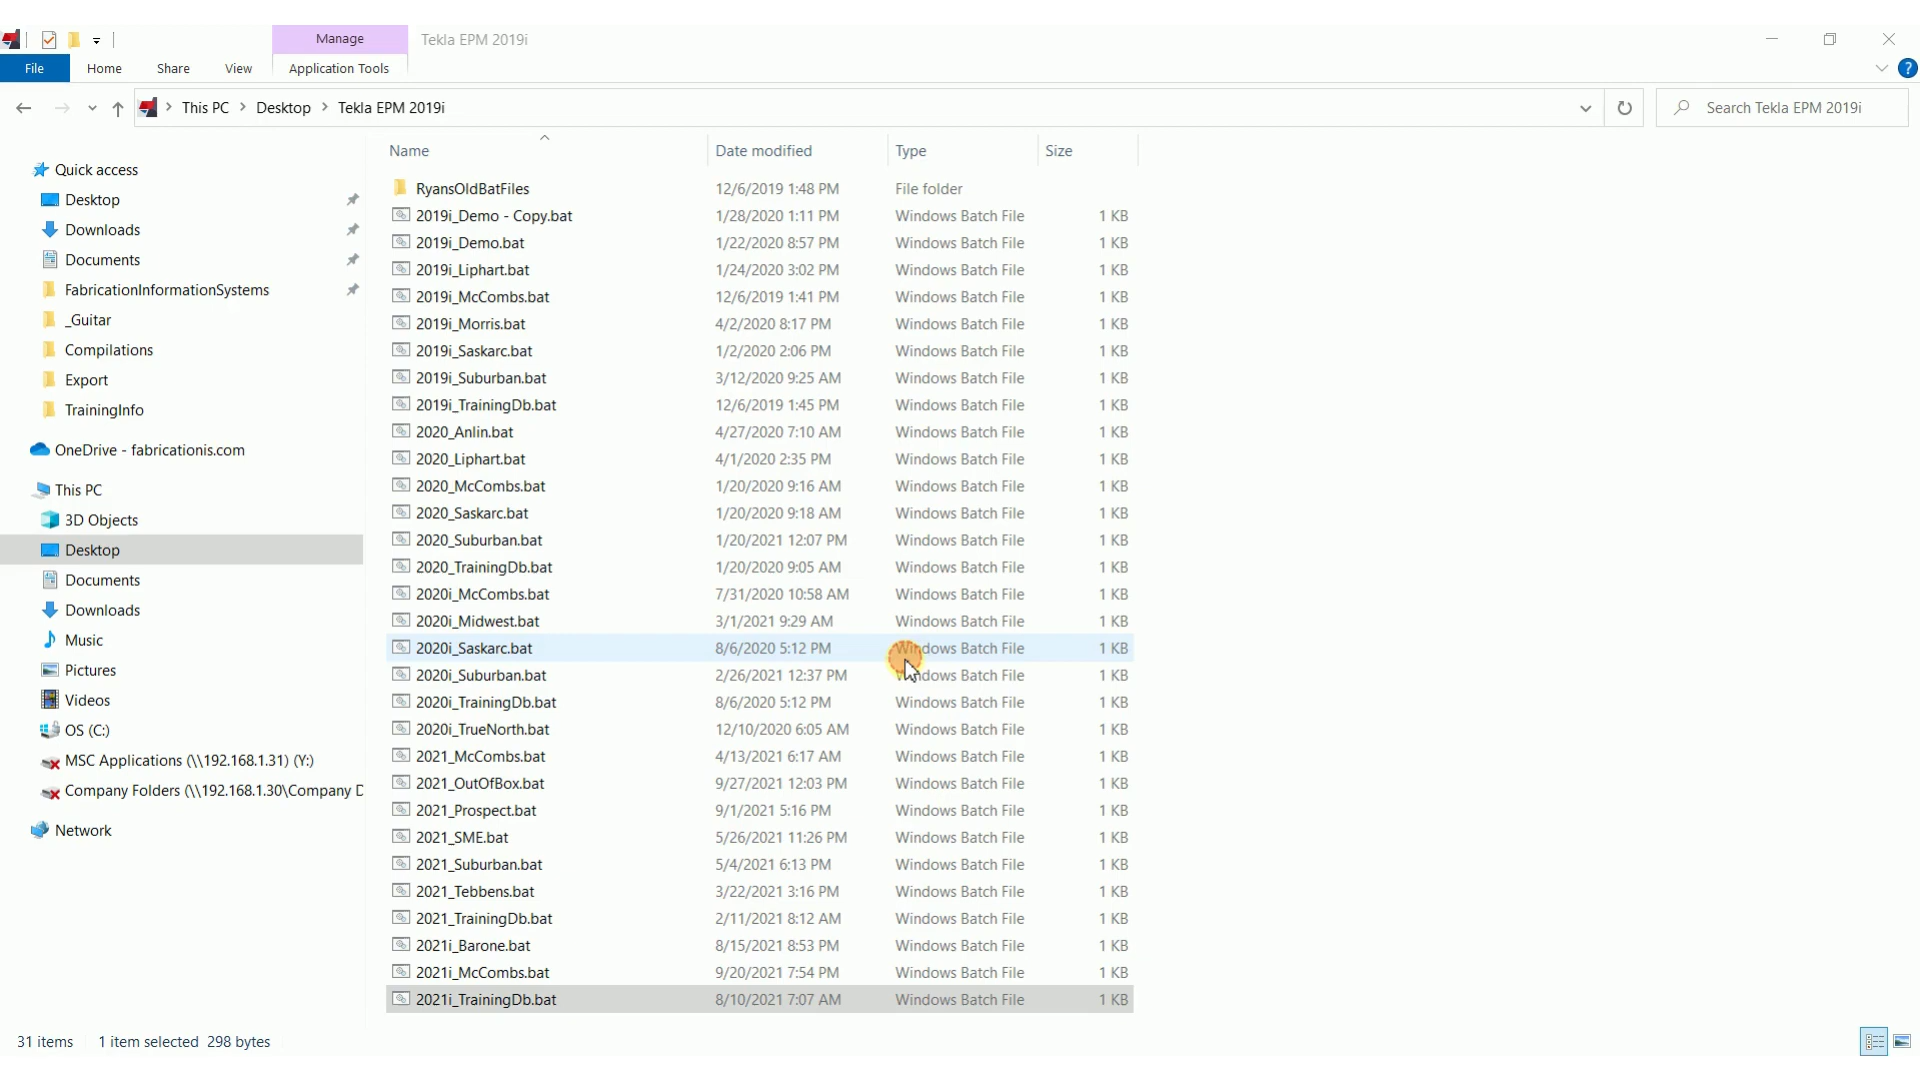 Manage
Tekla EPM 2019i
File
Home
Share
View
Application Tools
?
This PC
Desktop
Tekla EPM 2019i
Search Tekla EPM 2019i
Name
Date modified
Type
Size
Quick access
Desktop
Downloads
Documents
FabricationInformationSystems
_Guitar
Compilations
Export
TrainingInfo
OneDrive - fabricationis.com
This PC
3D Objects
Desktop
Documents
Downloads
Music
Pictures
Videos
OS (C:)
MSC Applications (\\192.168.1.31) (Y:)
Company Folders (\\192.168.1.30\Company D
Network
RyansOldBatFiles 12/6/2019 1:48 PM File folder
2019i_Demo - Copy.bat 1/28/2020 1:11 PM Windows Batch File 1 KB
2019i_Demo.bat 1/22/2020 8:57 PM Windows Batch File 1 KB
2019i_Liphart.bat 1/24/2020 3:02 PM Windows Batch File 1 KB
2019i_McCombs.bat 12/6/2019 1:41 PM Windows Batch File 1 KB
2019i_Morris.bat 4/2/2020 8:17 PM Windows Batch File 1 KB
2019i_Saskarc.bat 1/2/2020 2:06 PM Windows Batch File 1 KB
2019i_Suburban.bat 3/12/2020 9:25 AM Windows Batch File 1 KB
2019i_TrainingDb.bat 12/6/2019 1:45 PM Windows Batch File 1 KB
2020_Anlin.bat 4/27/2020 7:10 AM Windows Batch File 1 KB
2020_Liphart.bat 4/1/2020 2:35 PM Windows Batch File 1 KB
2020_McCombs.bat 1/20/2020 9:16 AM Windows Batch File 1 KB
2020_Saskarc.bat 1/20/2020 9:18 AM Windows Batch File 1 KB
2020_Suburban.bat 1/20/2021 12:07 PM Windows Batch File 1 KB
2020_TrainingDb.bat 1/20/2020 9:05 AM Windows Batch File 1 KB
2020i_McCombs.bat 7/31/2020 10:58 AM Windows Batch File 1 KB
2020i_Midwest.bat 3/1/2021 9:29 AM Windows Batch File 1 KB
2020i_Saskarc.bat 8/6/2020 5:12 PM Windows Batch File 1 KB
2020i_Suburban.bat 2/26/2021 12:37 PM Windows Batch File 1 KB
2020i_TrainingDb.bat 8/6/2020 5:12 PM Windows Batch File 1 KB
2020i_TrueNorth.bat 12/10/2020 6:05 AM Windows Batch File 1 KB
2021_McCombs.bat 4/13/2021 6:17 AM Windows Batch File 1 KB
2021_OutOfBox.bat 9/27/2021 12:03 PM Windows Batch File 1 KB
2021_Prospect.bat 9/1/2021 5:16 PM Windows Batch File 1 KB
2021_SME.bat 5/26/2021 11:26 PM Windows Batch File 1 KB
2021_Suburban.bat 5/4/2021 6:13 PM Windows Batch File 1 KB
2021_Tebbens.bat 3/22/2021 3:16 PM Windows Batch File 1 KB
2021_TrainingDb.bat 2/11/2021 8:12 AM Windows Batch File 1 KB
2021i_Barone.bat 8/15/2021 8:53 PM Windows Batch File 1 KB
2021i_McCombs.bat 9/20/2021 7:54 PM Windows Batch File 1 KB
2021i_TrainingDb.bat 8/10/2021 7:07 AM Windows Batch File 1 KB
31 items
1 item selected 298 bytes